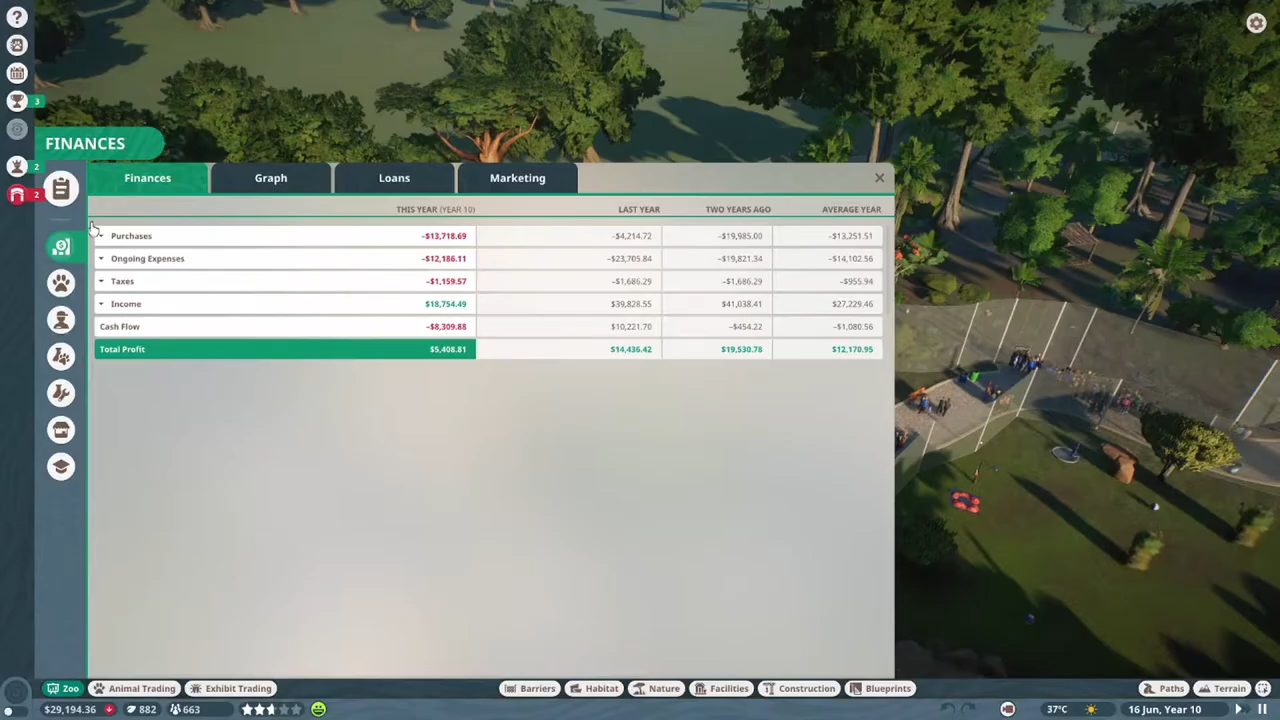 3
FINANCES
2
2
Finances Graph Loans Marketing
THIS YEAR (YEAR 10) LAST YEAR TWO YEARS AGO AVERAGE YEAR
Purchases -$13,718.69 -$4,214.72 -$19,985.00 -$13,251.51
Ongoing Expenses -$12,186.11 -$23,705.84 -$19,821.34 -$14,102.56
Taxes -$1,159.57 -$1,686.29 -$1,686.29 -$955.94
Income $18,754.49 $39,828.55 $41,038.41 $27,229.46
Cash Flow -$8,309.88 $10,221.70 -$454.22 -$1,080.56
Total Profit $5,408.81 $14,436.42 $19,530.78 $12,170.95
Zoo Animal Trading Exhibit Trading Barriers Habitat Nature Facilities Construction Blueprints Paths Terrain
$29,194.36 882 663 37°C 16 Jun, Year 10